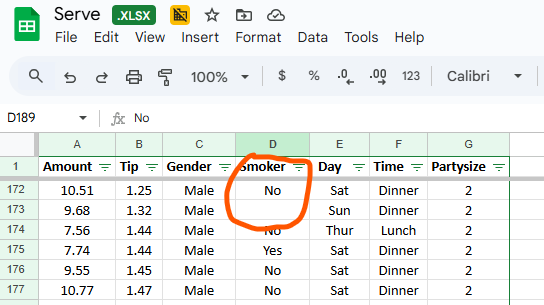 Serve .XLSX
File Edit View Insert Format Data Tools Help
100% $ % .0 .00 123 Calibri
D189 fx No
A B C D E F G
1 Amount Tip Gender Smoker Day Time Partysize
172 10.51 1.25 Male No Sat Dinner 2
173 9.68 1.32 Male Sun Dinner 2
174 7.56 1.44 Male No Thur Lunch 2
175 7.74 1.44 Male Yes Sat Dinner 2
176 9.55 1.45 Male No Sat Dinner 2
177 10.77 1.47 Male No Sat Dinner 2